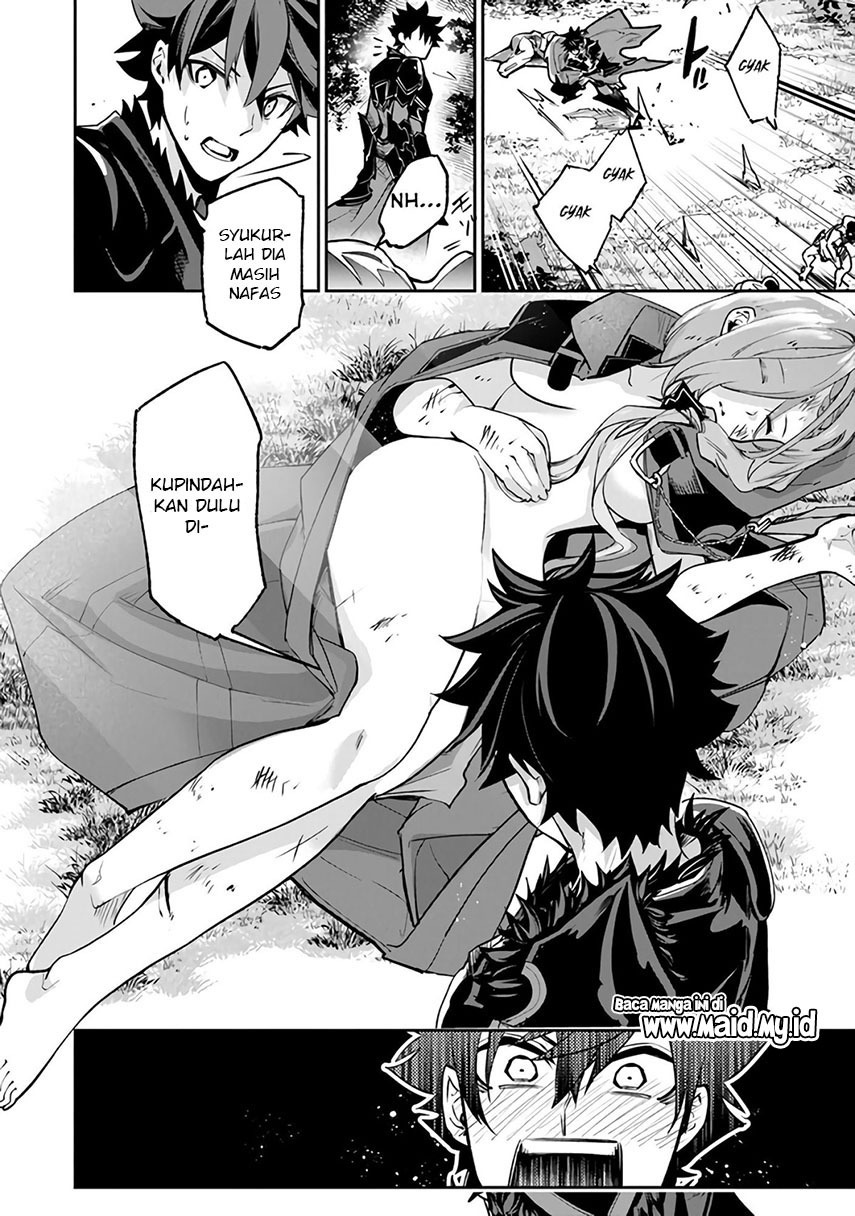 GYAK
GYAK
GYAK
ト"
NH...
SYUKUR-
LAH DIA
MASIH
NAFAS
KUPINDAH-
KAN DULU
DI-
Baca Manga ini di
www.Maid.My.id